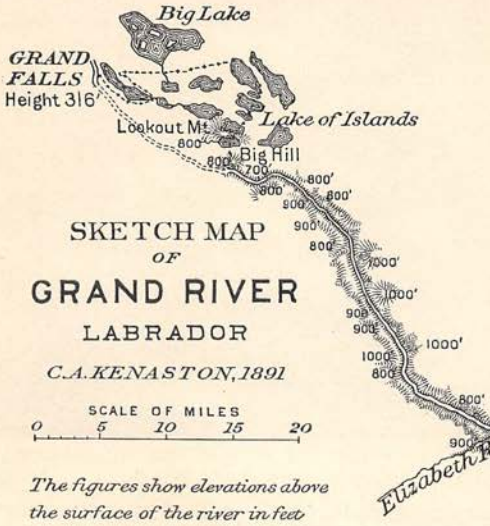 Big Lake
GRAND
FALLS
Height 316'
Lookout Mt.
800'
Lake of Islands
Big Hill
800'
700'
800'
800'
900
800'
900'
800
1000'
1000'
900
900
1000'
1000
800
800'
900
SKETCH MAP
OF
GRAND RIVER
LABRADOR
C.A.KENASTON, 1891
SCALE OF MILES
0 5 10 15 20
The figures show elevations above
the surface of the river in feet
Elizabeth